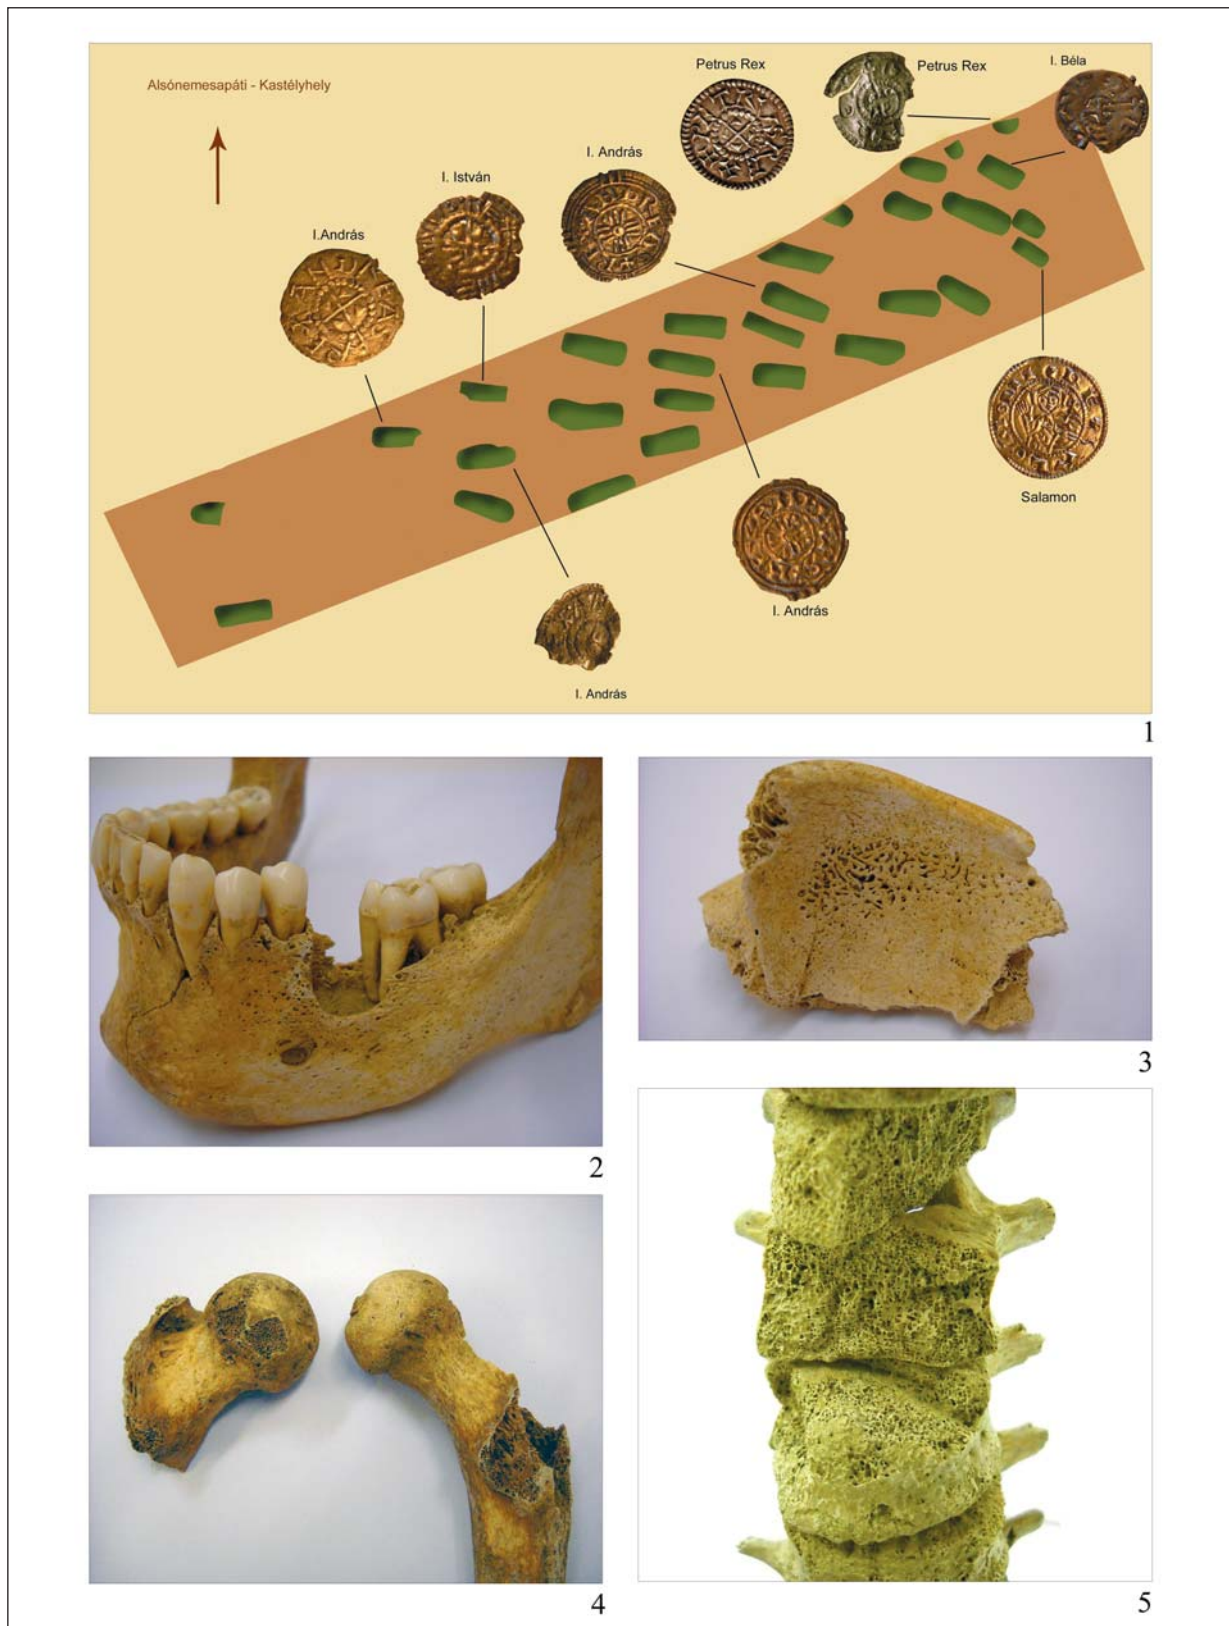 Petrus Rex
Petrus Rex
I. Béla
Alsónemesapáti - Kastélyhely
I. András
I. István
I.András
Salamon
I. András
I. András
1
2
3
4
5